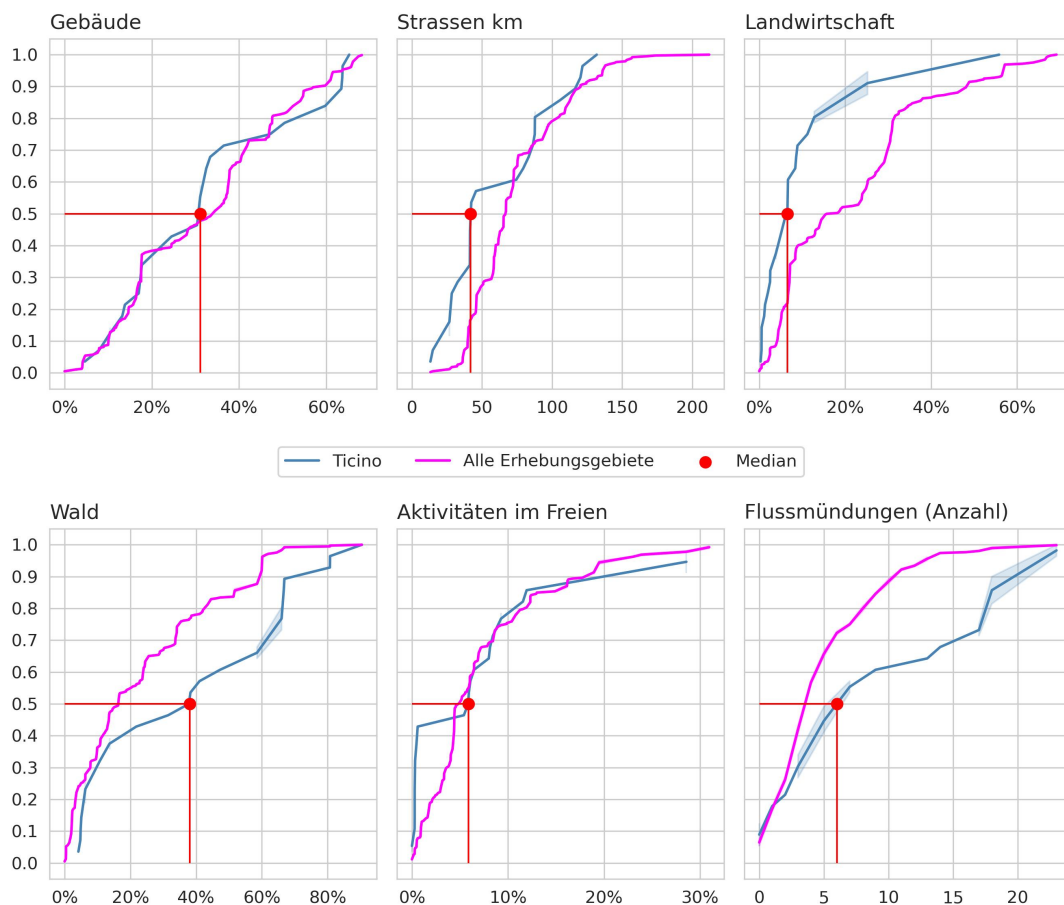 Gebäude
Strassen km
Landwirtschaft
1.0
0.9
0.8
0.7
0.6
0.5
0.4
0.3
0.2
0.1
0.0
0% 20% 40% 60%
0 50 100 150 200
0% 20% 40% 60%
Ticino Alle Erhebungsgebiete Median
Wald
Aktivitäten im Freien
Flussmündungen (Anzahl)
1.0
0.9
0.8
0.7
0.6
0.5
0.4
0.3
0.2
0.1
0.0
0% 20% 40% 60% 80%
0% 10% 20% 30%
0 5 10 15 20